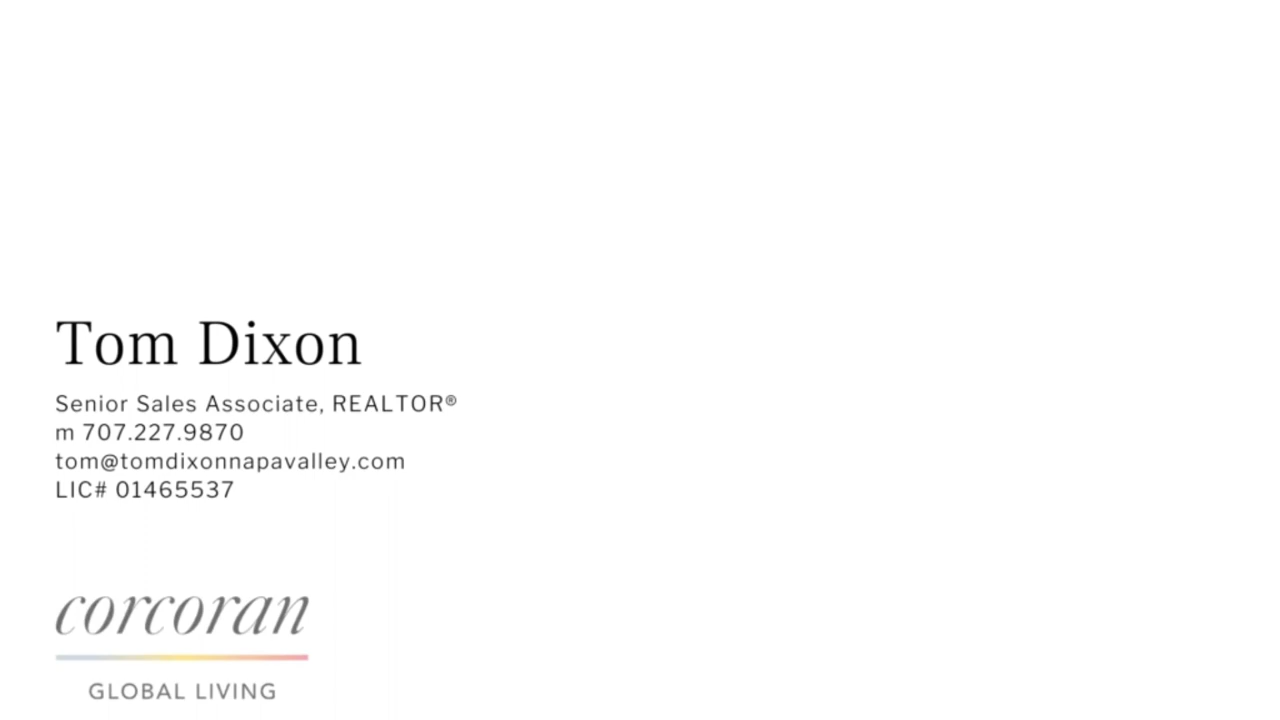 Tom Dixon
Senior Sales Associate, REALTOR®
m 707.227.9870
tom@tomdixonnapavalley.com
LIC# 01465537
corcoran
GLOBAL LIVING